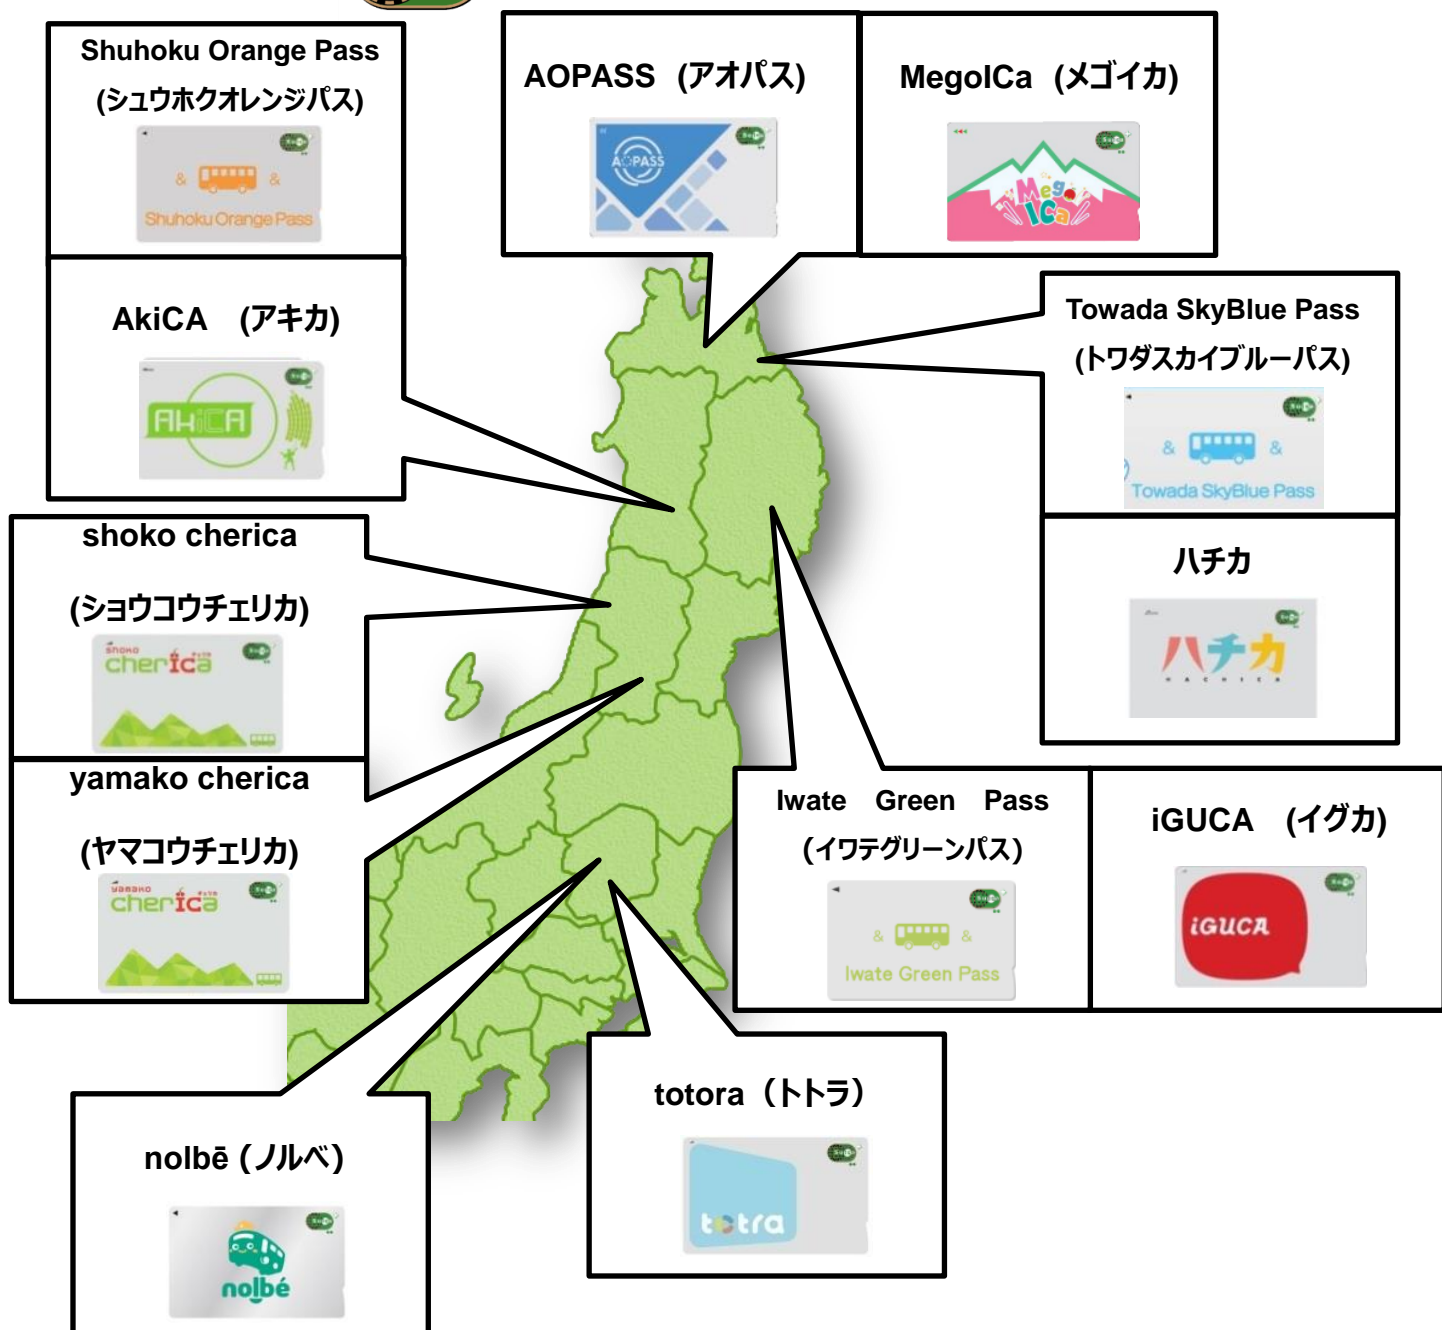 Shuhoku Orange Pass
(シュウホクオレンジパス)
& &
Shuhoku Orange Pass
AkiCA (アキカ)
AkiCA
AOPASS (アオパス)
AOPASS
MegoICa (メゴイカ)
Mego
ICa
Towada SkyBlue Pass
(トワダスカイブルーパス)
& &
Towada SkyBlue Pass
ハチカ
ハチカ
HACHICA
shoko cherica
(ショウコウチェリカ)
shoko
cherica
yamako cherica
(ヤマコウチェリカ)
yamako
cherica
Iwate Green Pass
(イワテグリーンパス)
& &
Iwate Green Pass
iGUCA (イグカ)
iGUCA
totora (トトラ)
totra
nolbē (ノルベ)
nolbé